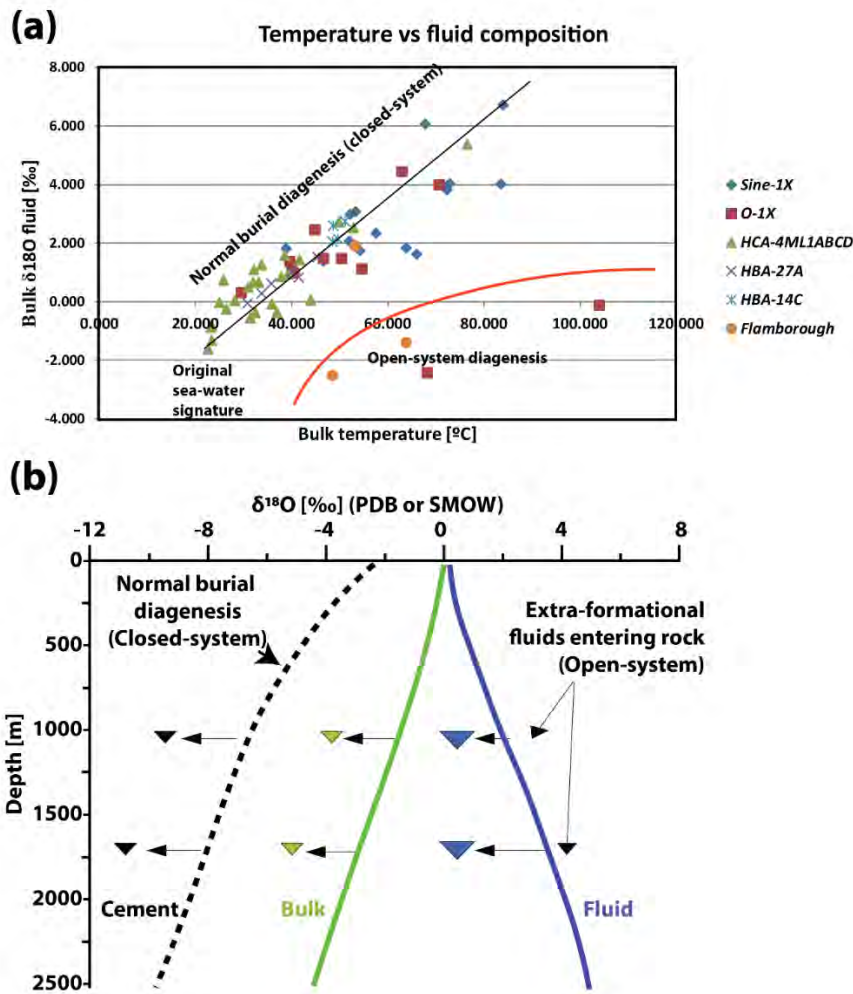 (a)
Temperature vs fluid composition
8.000
6.000
4.000
2.000
0.000
-2.000
-4.000
Bulk δ18O fluid [‰]
0.000 20.000 40.000 60.000 80.000 100.000 120.000
Normal burial diagenesis (closed-system)
Original
sea-water
signature
Open-system diagenesis
Bulk temperature [ºC]
Sine-1X
O-1X
HCA-4ML1ABCD
HBA-27A
HBA-14C
Flamborough
(b)
δ¹⁸O [‰] (PDB or SMOW)
-12 -8 -4 0 4 8
0
500
1000
1500
2000
2500
Depth [m]
Normal burial
diagenesis
(Closed-system)
Extra-formational
fluids entering rock
(Open-system)
Cement
Bulk
Fluid